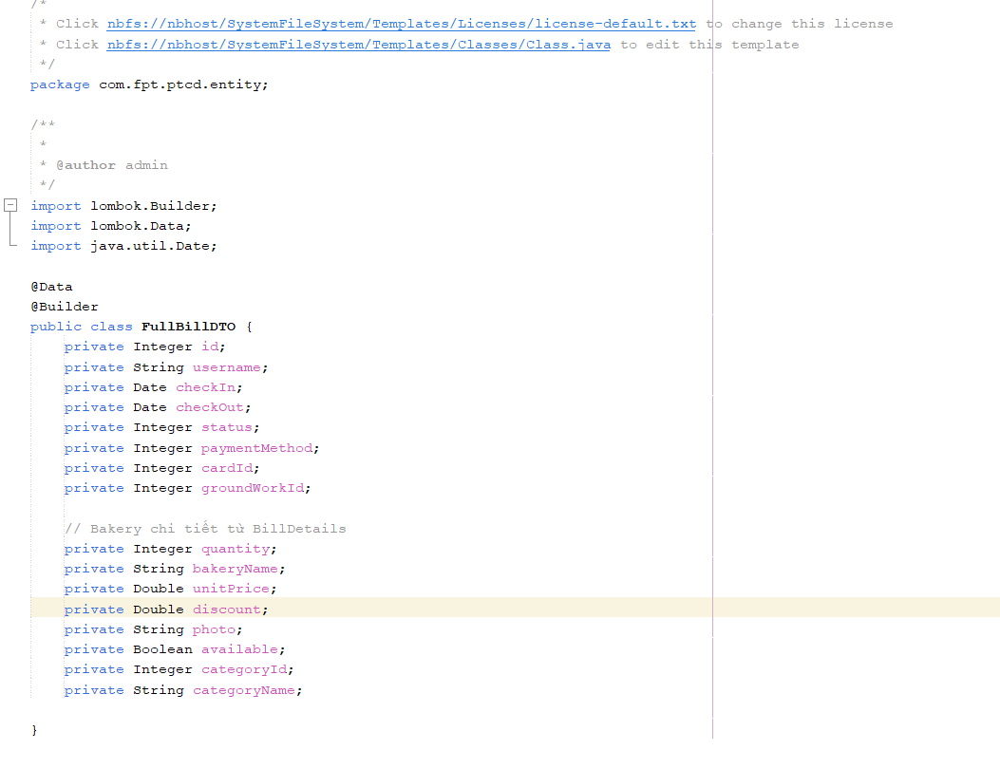 /*
 * Click nbfs://nbhost/SystemFileSystem/Templates/Licenses/license-default.txt to change this license
 * Click nbfs://nbhost/SystemFileSystem/Templates/Classes/Class.java to edit this template
 */
package com.fpt.ptcd.entity;
/**
 *
 * @author admin
 */
import lombok.Builder;
import lombok.Data;
import java.util.Date;
@Data
@Builder
public class FullBillDTO {
    private Integer id;
    private String username;
    private Date checkIn;
    private Date checkOut;
    private Integer status;
    private Integer paymentMethod;
    private Integer cardId;
    private Integer groundWorkId;
    // Bakery chi tiết từ BillDetails
    private Integer quantity;
    private String bakeryName;
    private Double unitPrice;
    private Double discount;
    private String photo;
    private Boolean available;
    private Integer categoryId;
    private String categoryName;
}